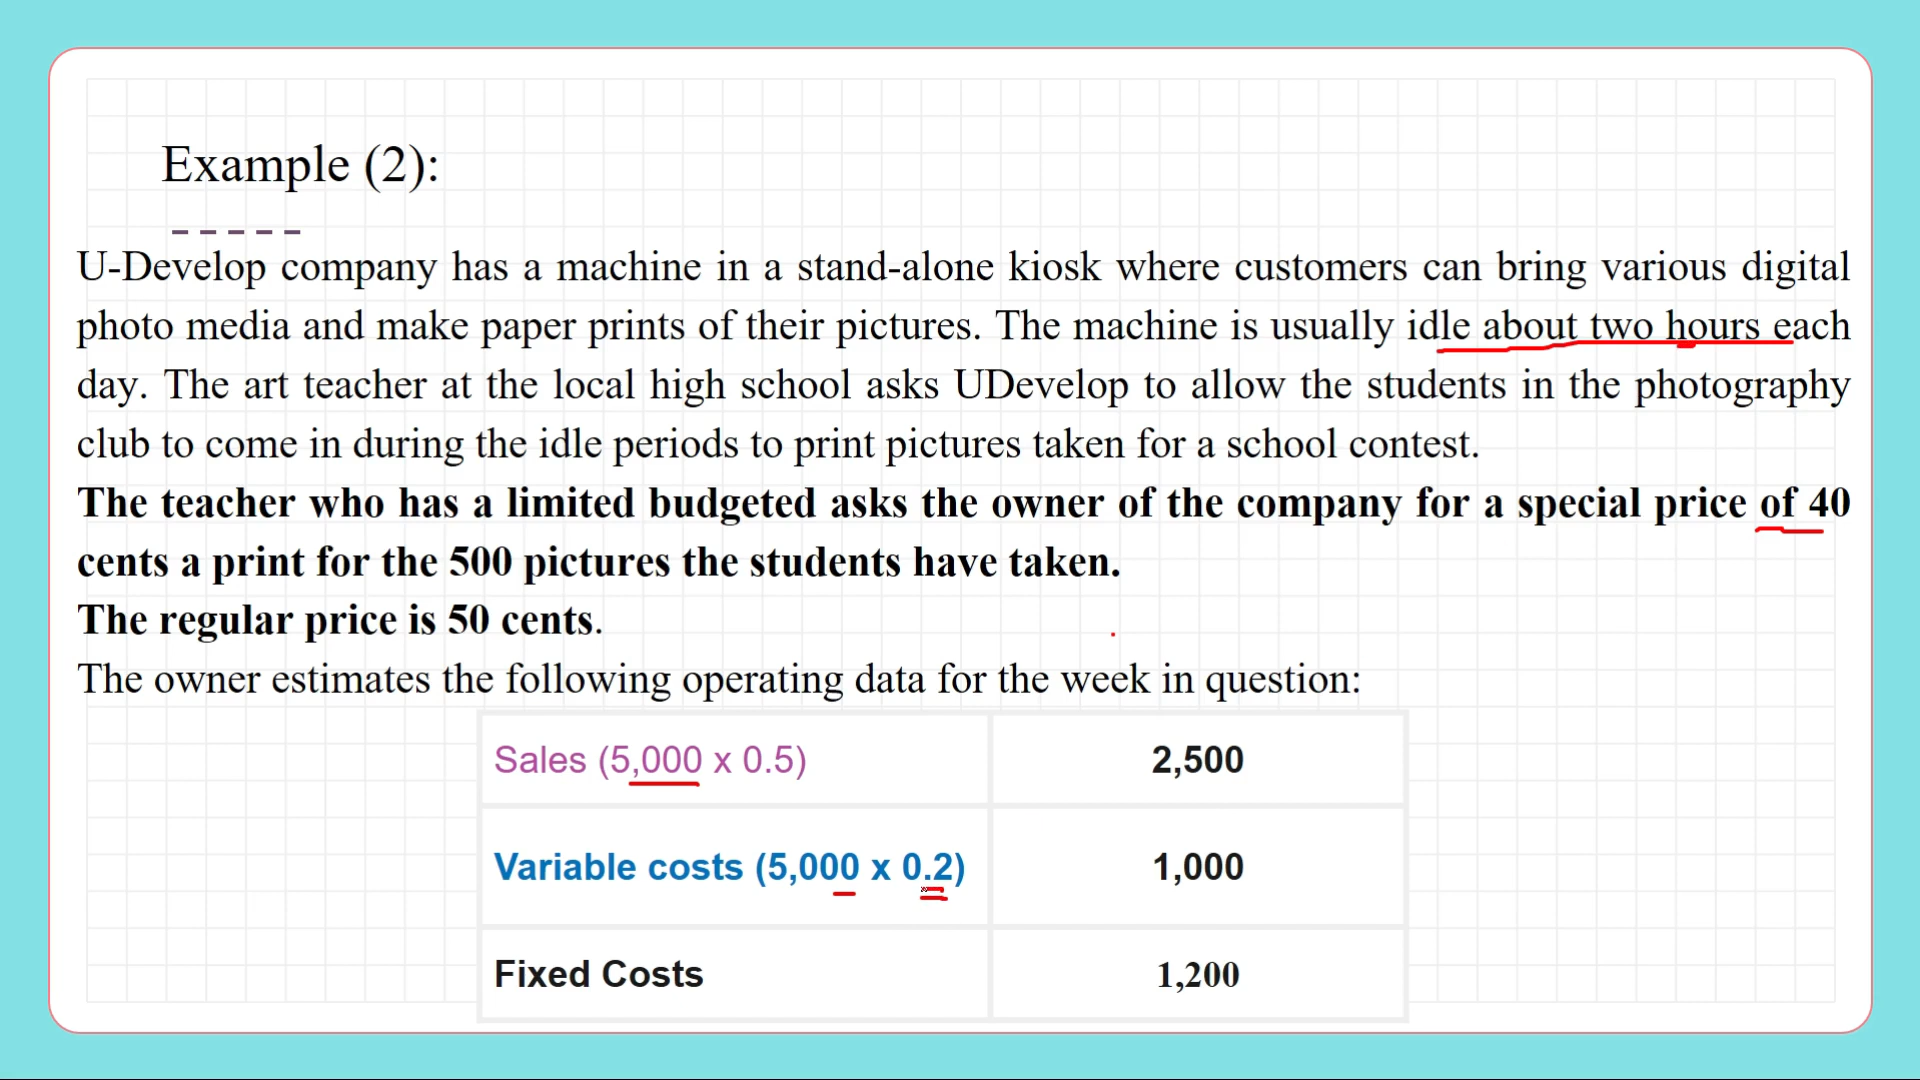 Example (2):
U-Develop company has a machine in a stand-alone kiosk where customers can bring various digital
photo media and make paper prints of their pictures. The machine is usually idle about two hours each
day. The art teacher at the local high school asks UDevelop to allow the students in the photography
club to come in during the idle periods to print pictures taken for a school contest.
The teacher who has a limited budgeted asks the owner of the company for a special price of 40
cents a print for the 500 pictures the students have taken.
The regular price is 50 cents.
The owner estimates the following operating data for the week in question:
Sales (5,000 x 0.5) 2,500
Variable costs (5,000 x 0.2) 1,000
Fixed Costs 1,200